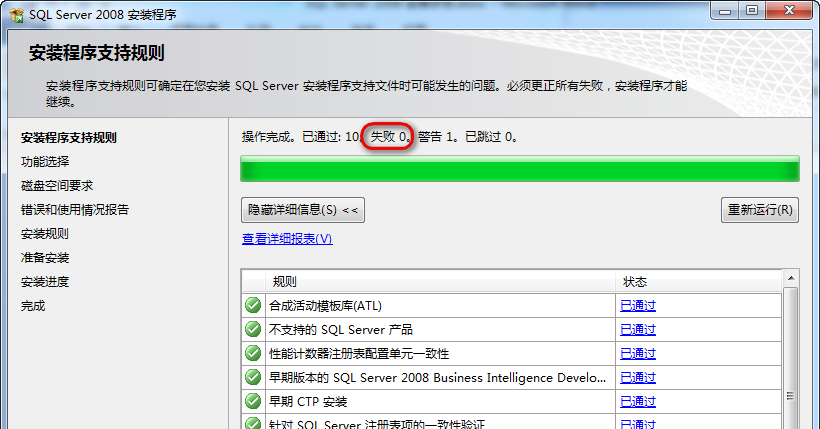 SQL Server 2008 安装程序
安装程序支持规则
安装程序支持规则可确定在您安装 SQL Server 安装程序支持文件时可能发生的问题。必须更正所有失败，安装程序才能
继续。
安装程序支持规则
功能选择
磁盘空间要求
错误和使用情况报告
安装规则
准备安装
安装进度
完成
操作完成。已通过: 10。失败 0。警告 1。已跳过 0。
隐藏详细信息(S) <<
重新运行(R)
查看详细报表(V)
规则 状态
合成活动模板库(ATL) 已通过
不支持的 SQL Server 产品 已通过
性能计数器注册表配置单元一致性 已通过
早期版本的 SQL Server 2008 Business Intelligence Develo... 已通过
早期 CTP 安装 已通过
针对 SQL Server 注册表项的一致性验证 已通过